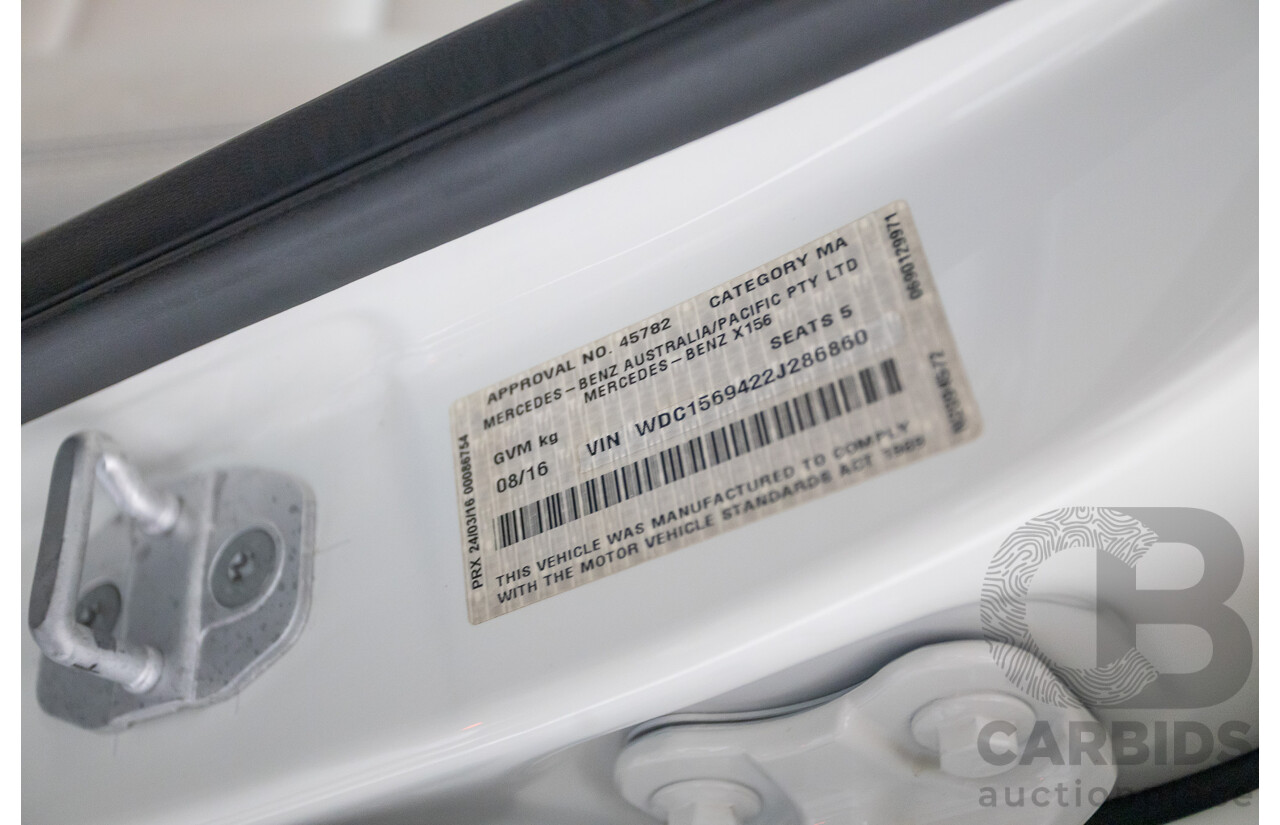 APPROVAL NO. 45782 CATEGORY MA
MERCEDES-BENZ AUSTRALIA/PACIFIC PTY LTD
MERCEDES-BENZ X156
GVM kg SEATS 5
08/16 VIN WDC1569422J286860
THIS VEHICLE WAS MANUFACTURED TO COMPLY
WITH THE MOTOR VEHICLE STANDARDS ACT 1989
PRX 24/03/16 00086754
0690129971
CB
CARBIDS